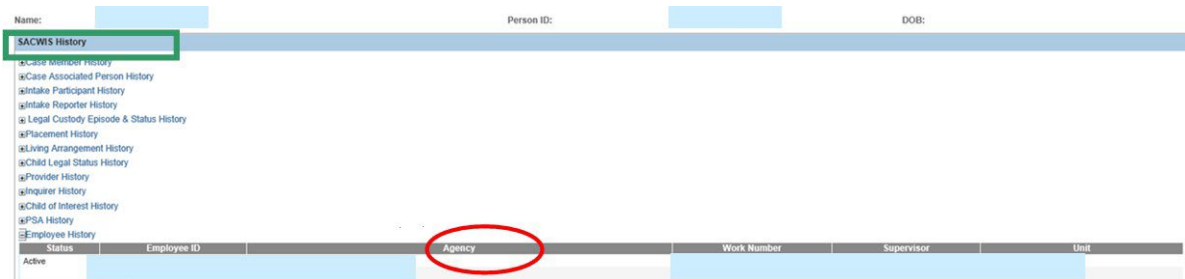 Name: Person ID: DOB:
SACWIS History
Case Member History
Case Associated Person History
Intake Participant History
Intake Reporter History
Legal Custody Episode & Status History
Placement History
Living Arrangement History
Child Legal Status History
Provider History
Inquirer History
Child of Interest History
PSA History
Employee History
Status Employee ID Agency Work Number Supervisor Unit
Active